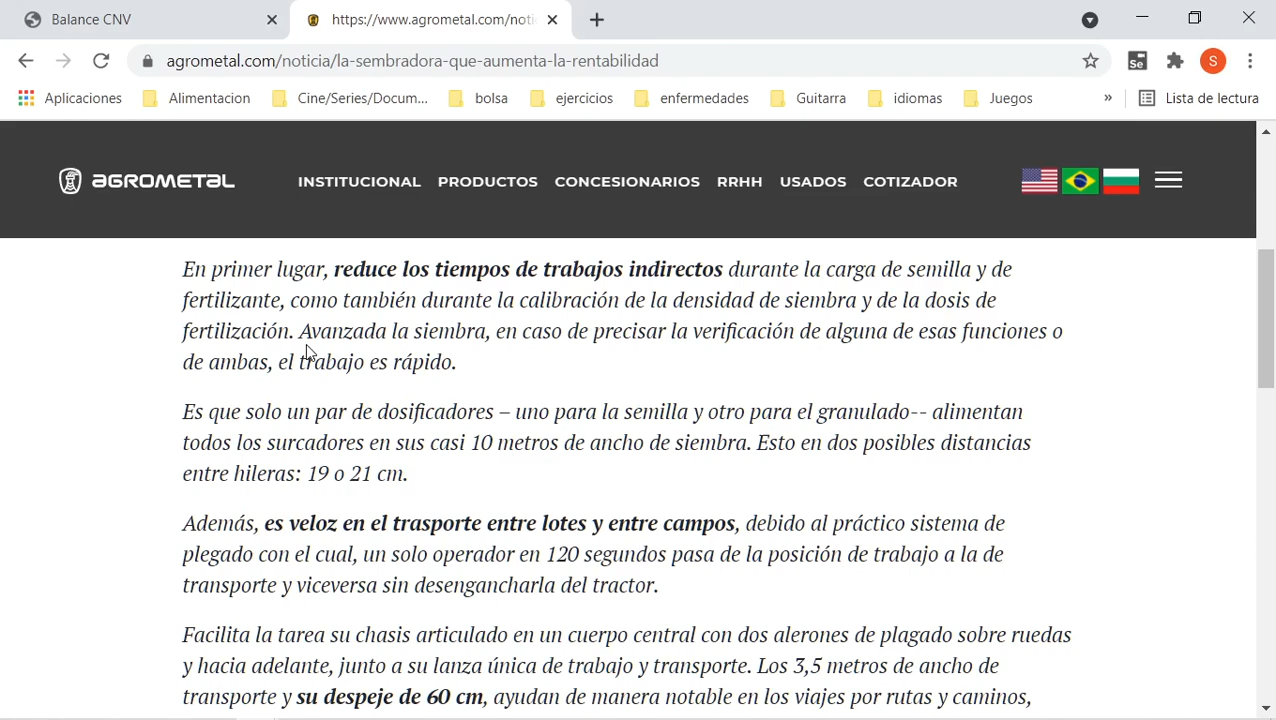 Balance CNV
https://www.agrometal.com/noti
agrometal.com/noticia/la-sembradora-que-aumenta-la-rentabilidad
Se
S
Aplicaciones
Alimentacion
Cine/Series/Docum...
bolsa
ejercicios
enfermedades
Guitarra
idiomas
Juegos
»
Lista de lectura
AGROMETAL
INSTITUCIONAL
PRODUCTOS
CONCESIONARIOS
RRHH
USADOS
COTIZADOR
En primer lugar, reduce los tiempos de trabajos indirectos durante la carga de semilla y de
fertilizante, como también durante la calibración de la densidad de siembra y de la dosis de
fertilización. Avanzada la siembra, en caso de precisar la verificación de alguna de esas funciones o
de ambas, el trabajo es rápido.
Es que solo un par de dosificadores – uno para la semilla y otro para el granulado-- alimentan
todos los surcadores en sus casi 10 metros de ancho de siembra. Esto en dos posibles distancias
entre hileras: 19 o 21 cm.
Además, es veloz en el trasporte entre lotes y entre campos, debido al práctico sistema de
plegado con el cual, un solo operador en 120 segundos pasa de la posición de trabajo a la de
transporte y viceversa sin desengancharla del tractor.
Facilita la tarea su chasis articulado en un cuerpo central con dos alerones de plagado sobre ruedas
y hacia adelante, junto a su lanza única de trabajo y transporte. Los 3,5 metros de ancho de
transporte y su despeje de 60 cm, ayudan de manera notable en los viajes por rutas y caminos,